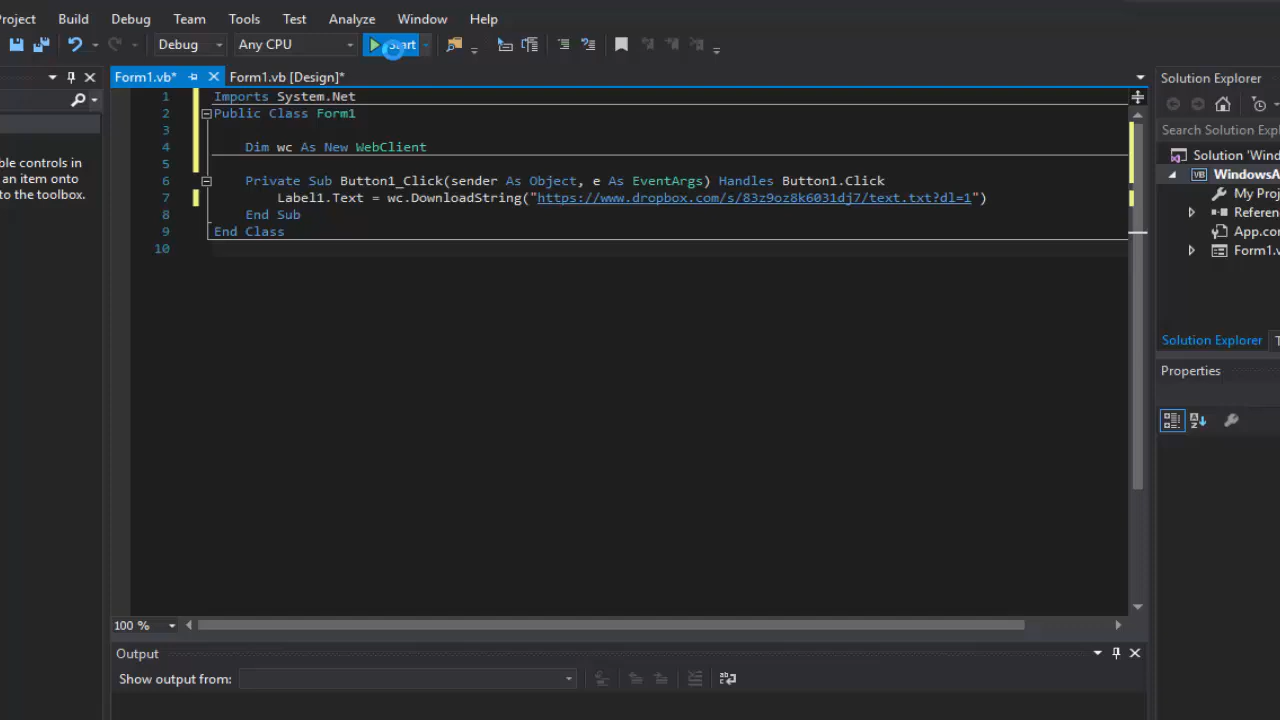 Project Build Debug Team Tools Test Analyze Window Help
Debug Any CPU Start
Form1.vb* Form1.vb [Design]* Solution Explorer
1 Imports System.Net
2 Public Class Form1
3
4 Dim wc As New WebClient
5
6 Private Sub Button1_Click(sender As Object, e As EventArgs) Handles Button1.Click
7 Label1.Text = wc.DownloadString("https://www.dropbox.com/s/83z9oz8k6031dj7/text.txt?dl=1")
8 End Sub
9 End Class
10
ble controls in
an item onto
to the toolbox.
Search Solution Expl
Solution 'Wind
VB WindowsA
My Proj
Referen
App.con
Form1.v
Solution Explorer T
Properties
100 %
Output
Show output from: